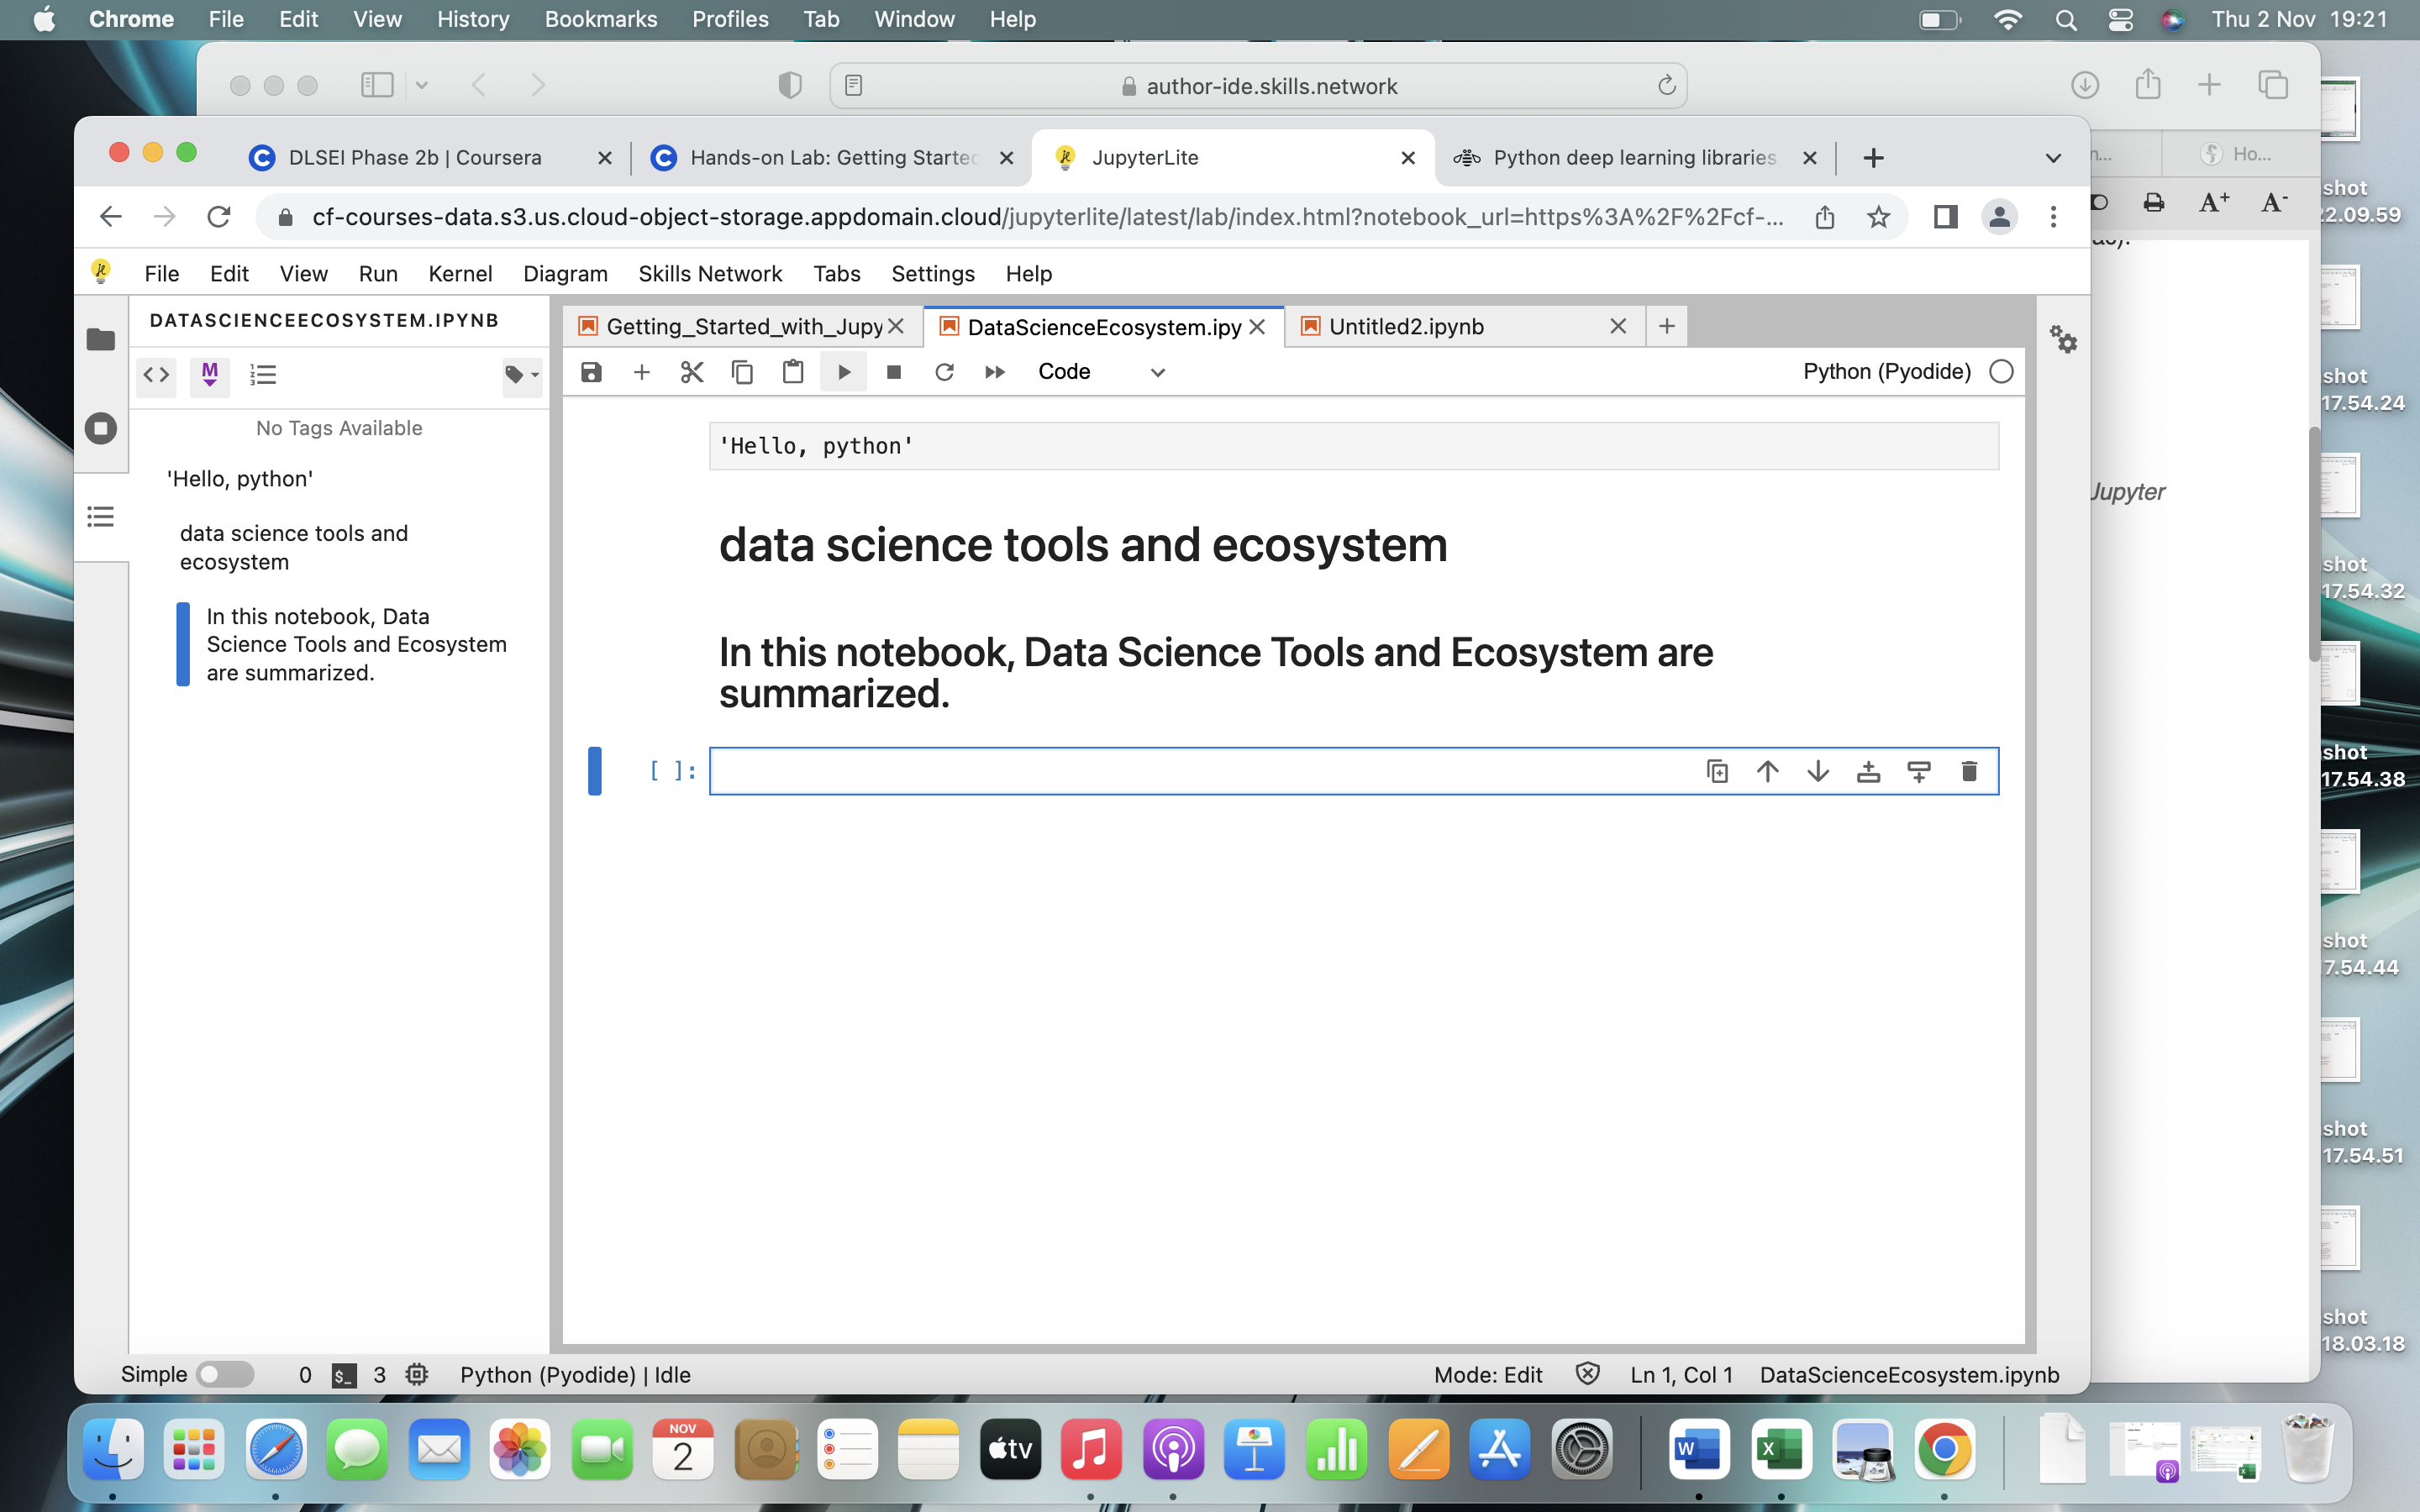 Chrome File Edit View History Bookmarks Profiles Tab Window Help Thu 2 Nov 19:21
author-ide.skills.network
DLSEI Phase 2b | Coursera Hands-on Lab: Getting Started JupyterLite Python deep learning libraries
n... Ho...
cf-courses-data.s3.us.cloud-object-storage.appdomain.cloud/jupyterlite/latest/lab/index.html?notebook_url=https%3A%2F%2Fcf-...
A+ A-
File Edit View Run Kernel Diagram Skills Network Tabs Settings Help
DATASCIENCEECOSYSTEM.IPYNB
Getting_Started_with_Jupy DataScienceEcosystem.ipy Untitled2.ipynb
Code Python (Pyodide)
No Tags Available
'Hello, python'
data science tools and
ecosystem
In this notebook, Data
Science Tools and Ecosystem
are summarized.
'Hello, python'
data science tools and ecosystem
In this notebook, Data Science Tools and Ecosystem are
summarized.
[ ]:
Jupyter
shot
22.09.59
shot
17.54.24
shot
17.54.32
shot
17.54.38
shot
17.54.44
shot
17.54.51
shot
18.03.18
Simple 0 $_ 3 Python (Pyodide) | Idle Mode: Edit Ln 1, Col 1 DataScienceEcosystem.ipynb
NOV
2
tv
W
X